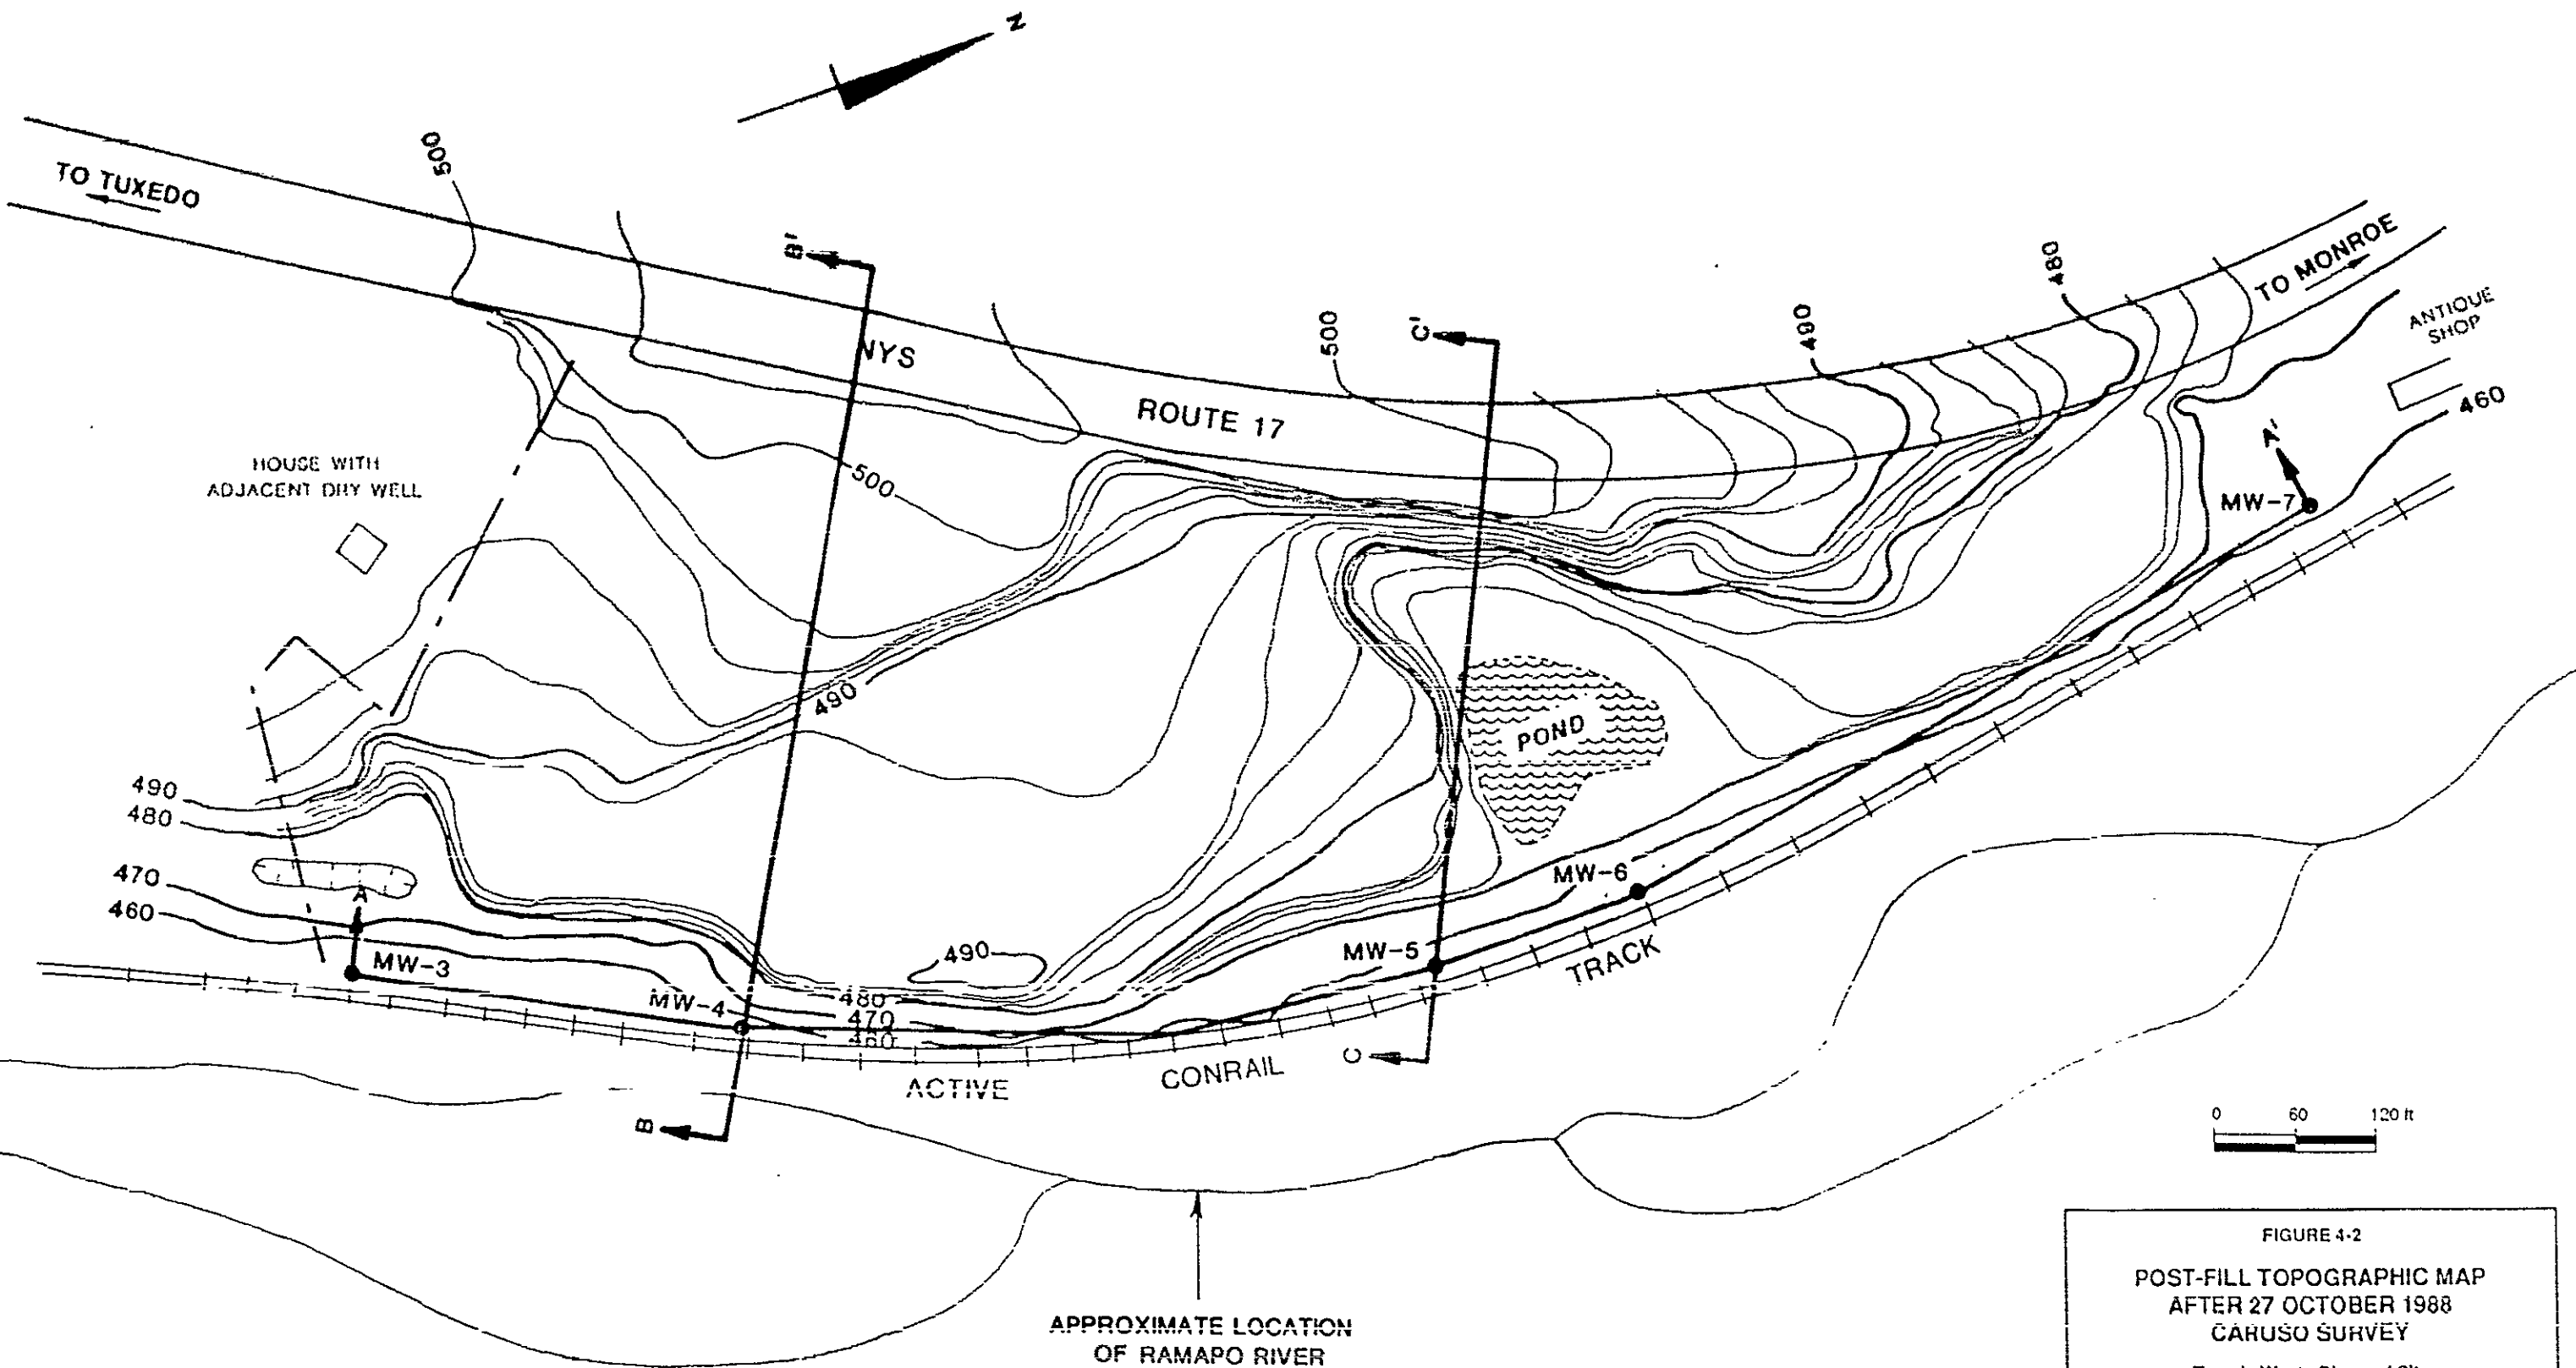 N
500
TO TUXEDO
B'
NYS
ROUTE 17
500
C'
490
480
TO MONROE
ANTIQUE
SHOP
460
A'
MW-7
HOUSE WITH
ADJACENT DRY WELL
500
490
POND
490
480
470
460
A
MW-3
MW-4
490
480
470
460
MW-5
MW-6
ACTIVE CONRAIL TRACK
C
B
0 60 120 ft
APPROXIMATE LOCATION
OF RAMAPO RIVER
FIGURE 4-2
POST-FILL TOPOGRAPHIC MAP
AFTER 27 OCTOBER 1988
CARUSO SURVEY